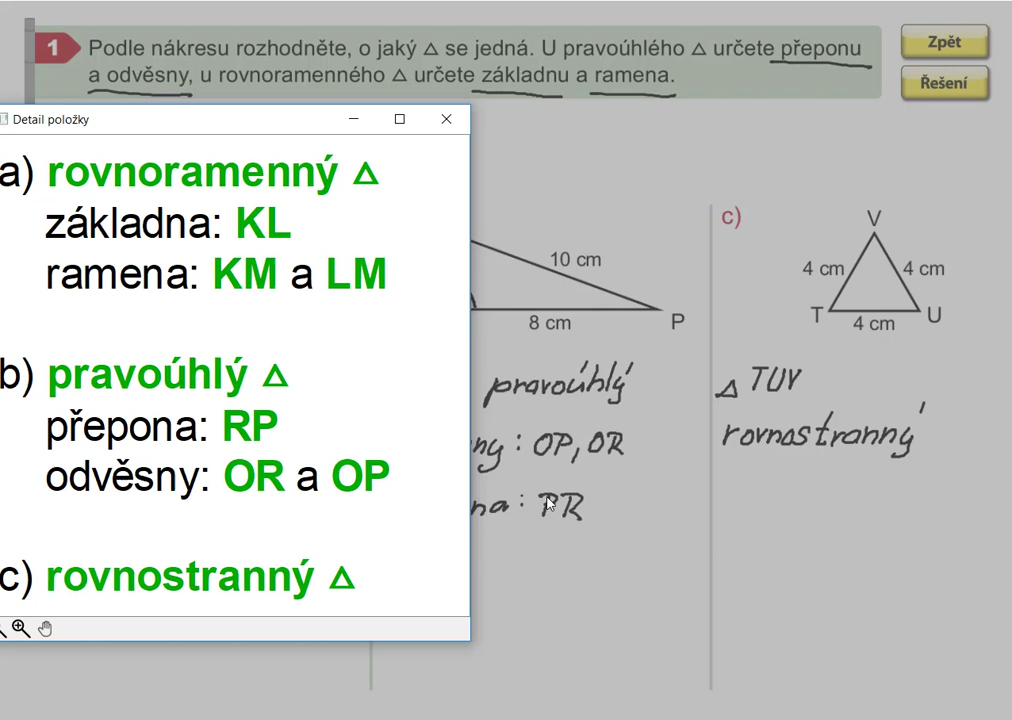 1 Podle nákresu rozhodněte, o jaký △ se jedná. U pravoúhlého △ určete přeponu
a odvěsny, u rovnoramenného △ určete základnu a ramena.
Zpět
Řešení
Detail položky
a) rovnoramenný △
základna: KL
ramena: KM a LM
b) pravoúhlý △
přepona: RP
odvěsny: OR a OP
c) rovnostranný △
10 cm
8 cm
P
pravoúhlý
ny: OP, OR
na: PR
c)
V
4 cm
4 cm
T
U
4 cm
△ TUV
rovnostranný